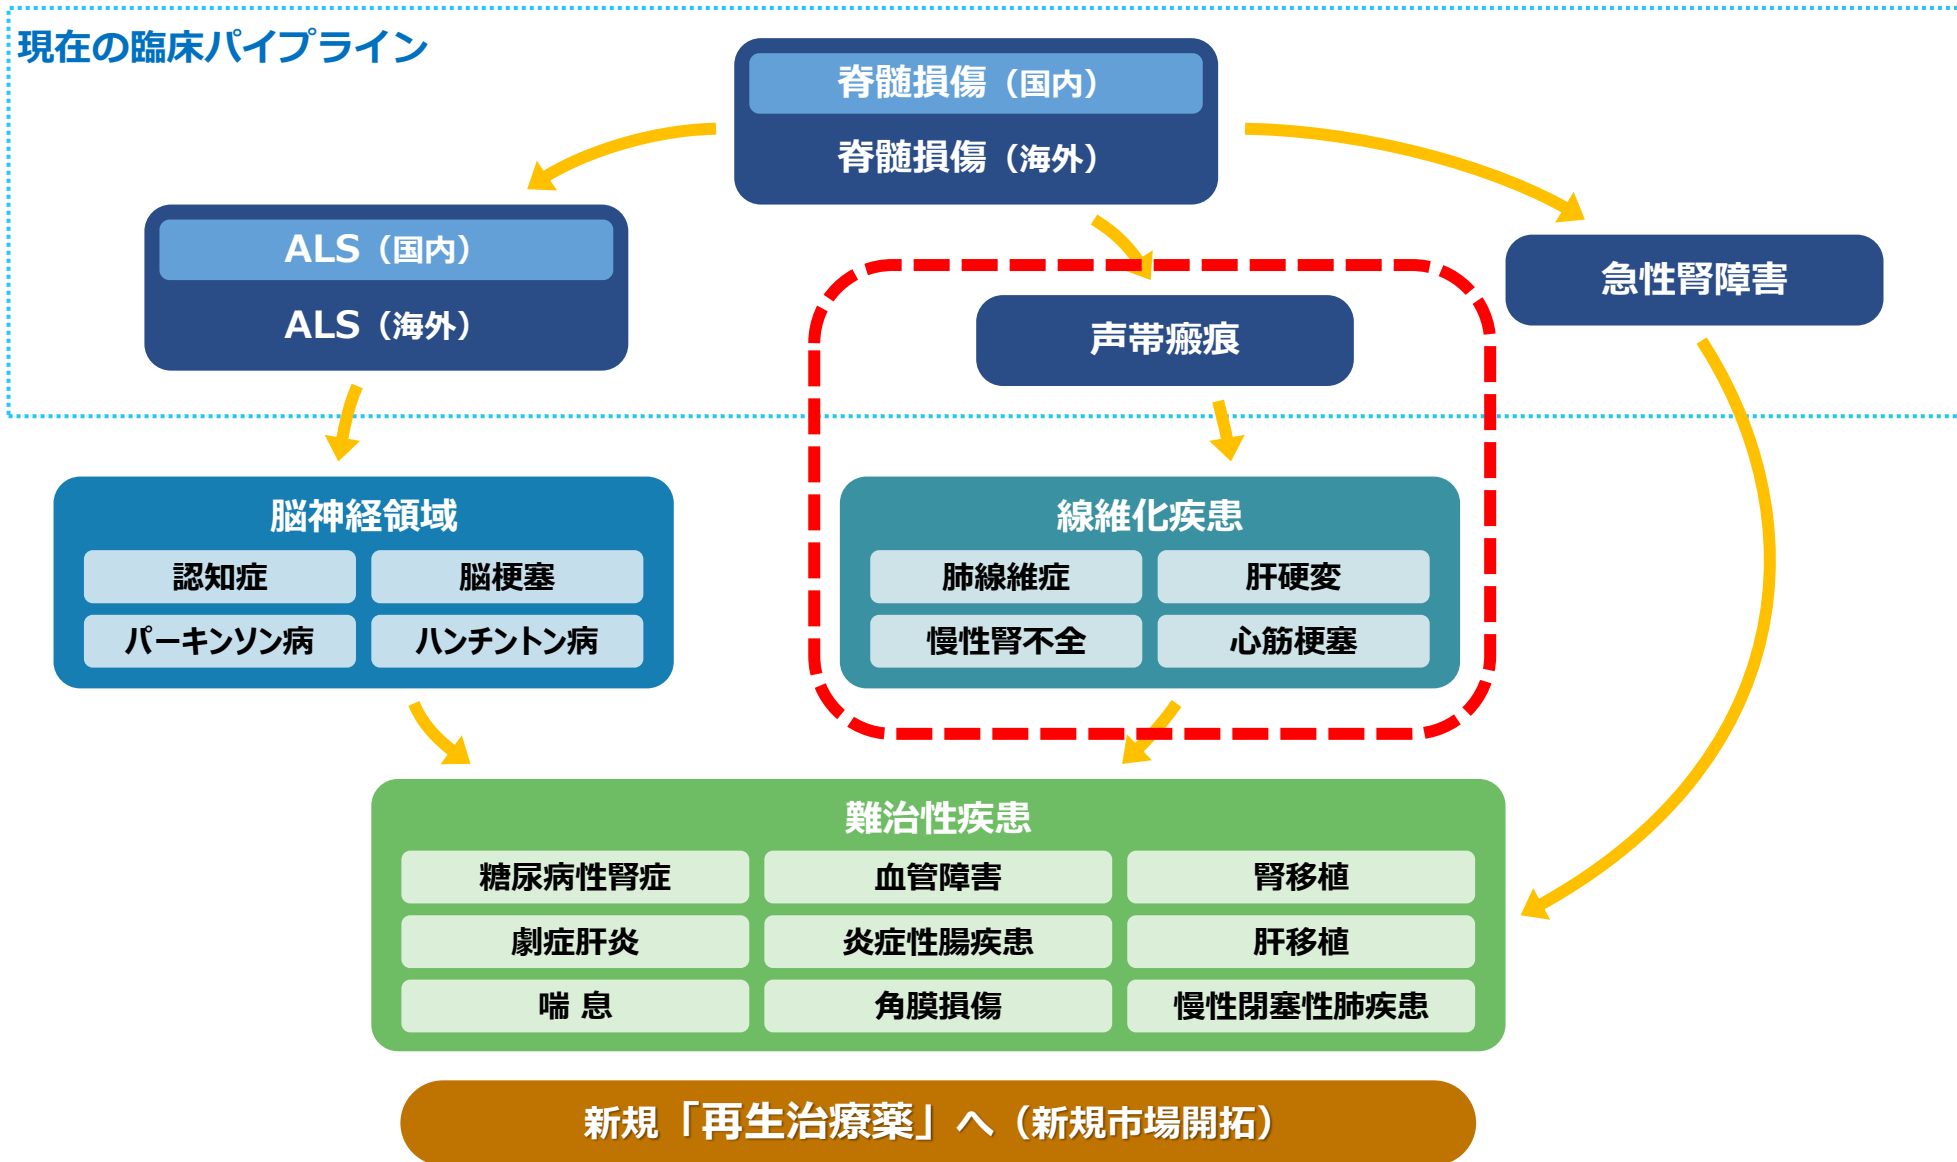 現在の臨床パイプライン
脊髄損傷（国内）
脊髄損傷（海外）
ALS（国内）
ALS（海外）
急性腎障害
声帯瘢痕
脳神経領域
認知症
脳梗塞
パーキンソン病
ハンチントン病
線維化疾患
肺線維症
肝硬変
慢性腎不全
心筋梗塞
難治性疾患
糖尿病性腎症
血管障害
腎移植
劇症肝炎
炎症性腸疾患
肝移植
喘 息
角膜損傷
慢性閉塞性肺疾患
新規「再生治療薬」へ（新規市場開拓）